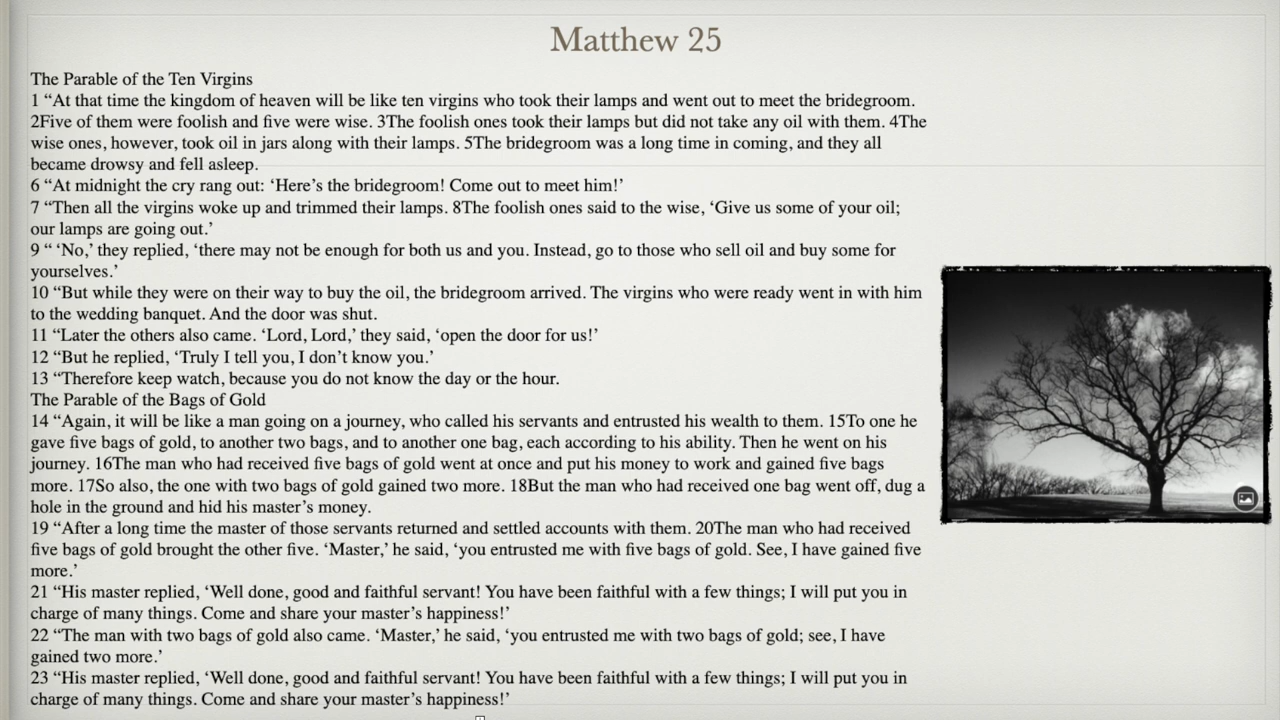 Matthew 25
The Parable of the Ten Virgins
1 “At that time the kingdom of heaven will be like ten virgins who took their lamps and went out to meet the bridegroom.
2Five of them were foolish and five were wise. 3The foolish ones took their lamps but did not take any oil with them. 4The
wise ones, however, took oil in jars along with their lamps. 5The bridegroom was a long time in coming, and they all
became drowsy and fell asleep.
6 “At midnight the cry rang out: ‘Here’s the bridegroom! Come out to meet him!’
7 “Then all the virgins woke up and trimmed their lamps. 8The foolish ones said to the wise, ‘Give us some of your oil;
our lamps are going out.’
9 “ ‘No,’ they replied, ‘there may not be enough for both us and you. Instead, go to those who sell oil and buy some for
yourselves.’
10 “But while they were on their way to buy the oil, the bridegroom arrived. The virgins who were ready went in with him
to the wedding banquet. And the door was shut.
11 “Later the others also came. ‘Lord, Lord,’ they said, ‘open the door for us!’
12 “But he replied, ‘Truly I tell you, I don’t know you.’
13 “Therefore keep watch, because you do not know the day or the hour.
The Parable of the Bags of Gold
14 “Again, it will be like a man going on a journey, who called his servants and entrusted his wealth to them. 15To one he
gave five bags of gold, to another two bags, and to another one bag, each according to his ability. Then he went on his
journey. 16The man who had received five bags of gold went at once and put his money to work and gained five bags
more. 17So also, the one with two bags of gold gained two more. 18But the man who had received one bag went off, dug a
hole in the ground and hid his master’s money.
19 “After a long time the master of those servants returned and settled accounts with them. 20The man who had received
five bags of gold brought the other five. ‘Master,’ he said, ‘you entrusted me with five bags of gold. See, I have gained five
more.’
21 “His master replied, ‘Well done, good and faithful servant! You have been faithful with a few things; I will put you in
charge of many things. Come and share your master’s happiness!’
22 “The man with two bags of gold also came. ‘Master,’ he said, ‘you entrusted me with two bags of gold; see, I have
gained two more.’
23 “His master replied, ‘Well done, good and faithful servant! You have been faithful with a few things; I will put you in
charge of many things. Come and share your master’s happiness!’